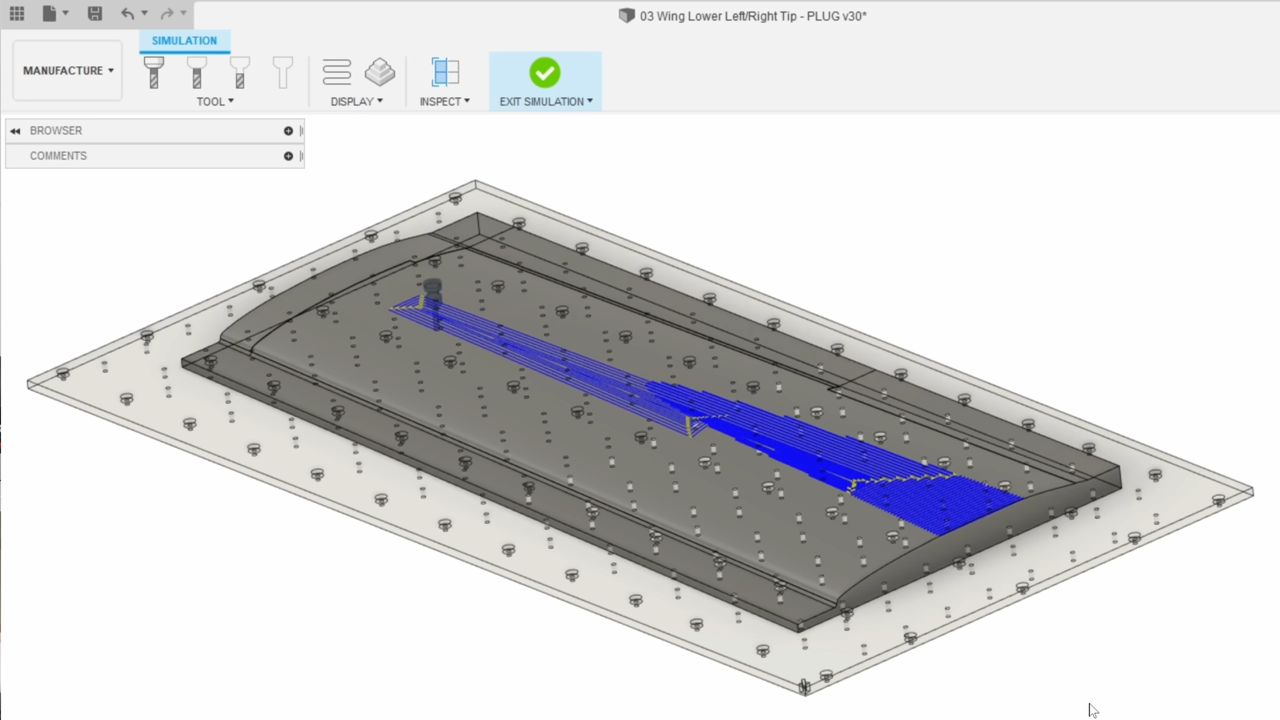 03 Wing Lower Left/Right Tip - PLUG v30*
SIMULATION
MANUFACTURE
TOOL
DISPLAY
INSPECT
EXIT SIMULATION
BROWSER
COMMENTS